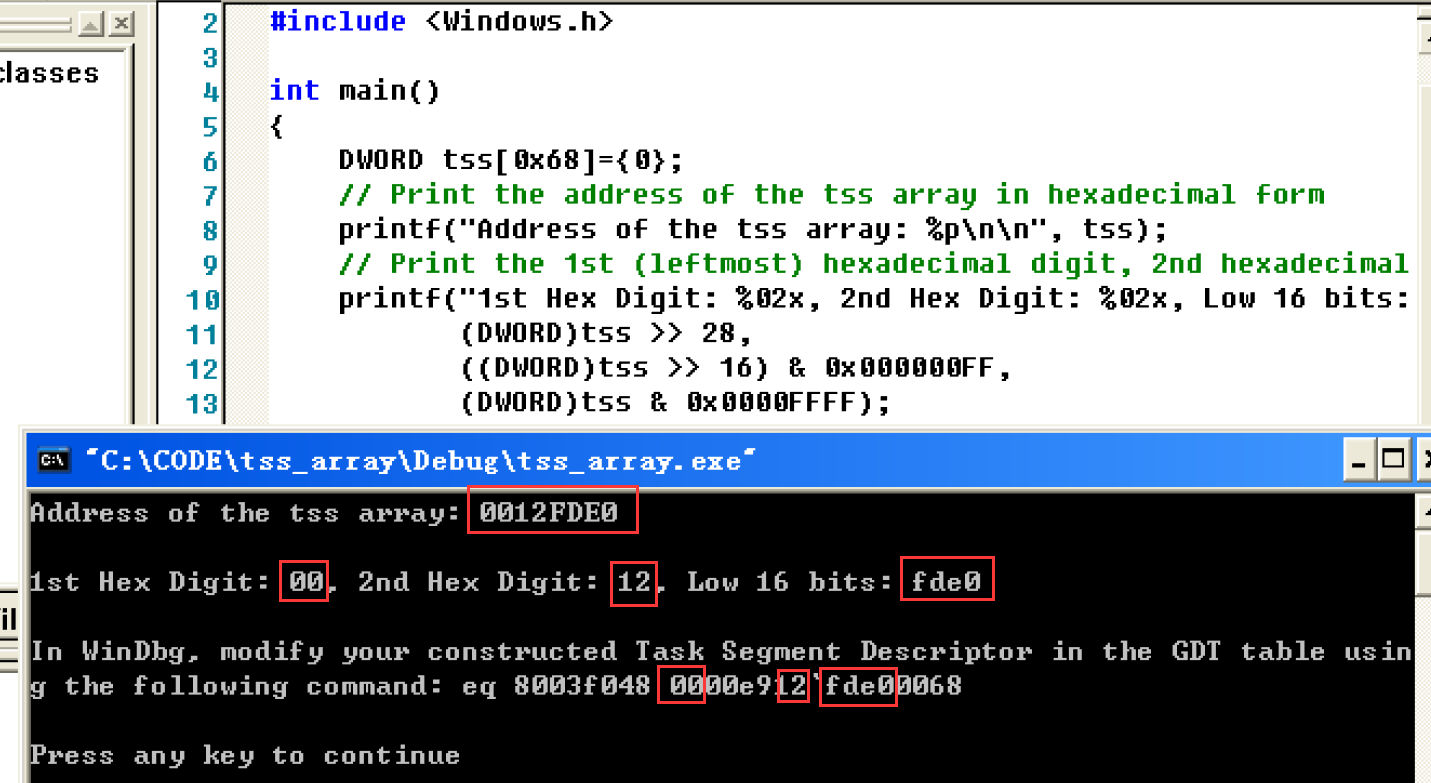 classes
2 #include <Windows.h>
3
4 int main()
5 {
6 DWORD tss[0x68]={0};
7 // Print the address of the tss array in hexadecimal form
8 printf("Address of the tss array: %p\n\n", tss);
9 // Print the 1st (leftmost) hexadecimal digit, 2nd hexadecimal
10 printf("1st Hex Digit: %02x, 2nd Hex Digit: %02x, Low 16 bits:
11 (DWORD)tss >> 28,
12 ((DWORD)tss >> 16) & 0x000000FF,
13 (DWORD)tss & 0x0000FFFF);
"C:\CODE\tss_array\Debug\tss_array.exe"
Address of the tss array: 0012FDE0
1st Hex Digit: 00, 2nd Hex Digit: 12, Low 16 bits: fde0
In WinDbg, modify your constructed Task Segment Descriptor in the GDT table usin
g the following command: eq 8003f048 0000e912`fde00068
Press any key to continue